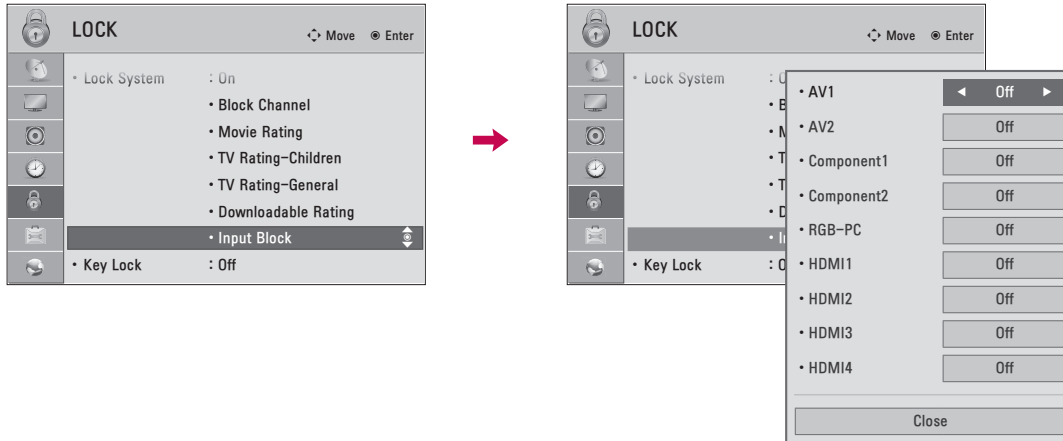 LOCK
Move Enter
• Lock System : On
• Block Channel
• Movie Rating
• TV Rating-Children
• TV Rating-General
• Downloadable Rating
• Input Block
• Key Lock : Off
LOCK
Move Enter
• Lock System
• Key Lock
• AV1 ◀ Off ▶
• AV2 Off
• Component1 Off
• Component2 Off
• RGB-PC Off
• HDMI1 Off
• HDMI2 Off
• HDMI3 Off
• HDMI4 Off
Close